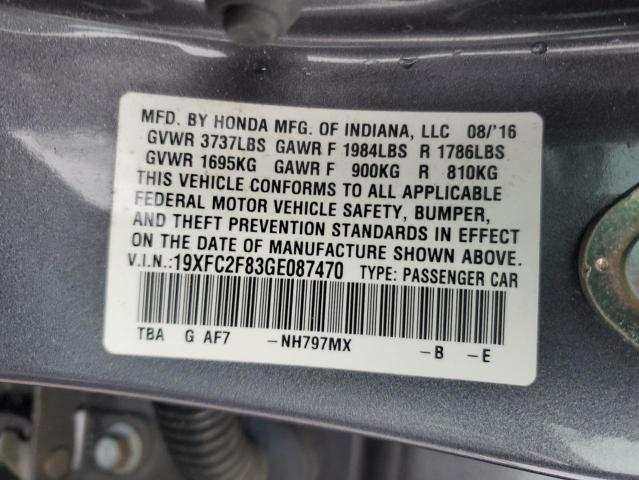 MFD. BY HONDA MFG. OF INDIANA, LLC 08/'16
GVWR 3737LBS GAWR F 1984LBS R 1786LBS
GVWR 1695KG GAWR F 900KG R 810KG
THIS VEHICLE CONFORMS TO ALL APPLICABLE
FEDERAL MOTOR VEHICLE SAFETY, BUMPER,
AND THEFT PREVENTION STANDARDS IN EFFECT
ON THE DATE OF MANUFACTURE SHOWN ABOVE.
V.I.N.:19XFC2F83GE087470 TYPE: PASSENGER CAR
TBA G AF7 -NH797MX -B -E